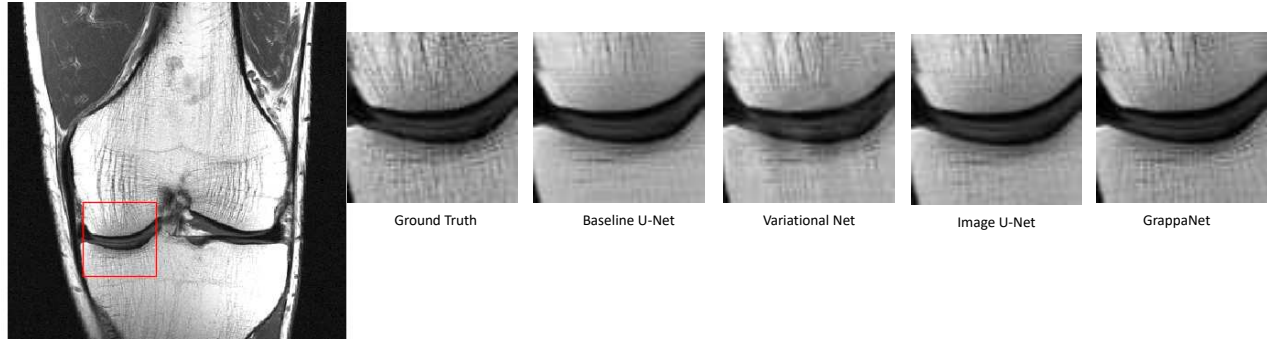 Ground Truth
Baseline U-Net
Variational Net
Image U-Net
GrappaNet